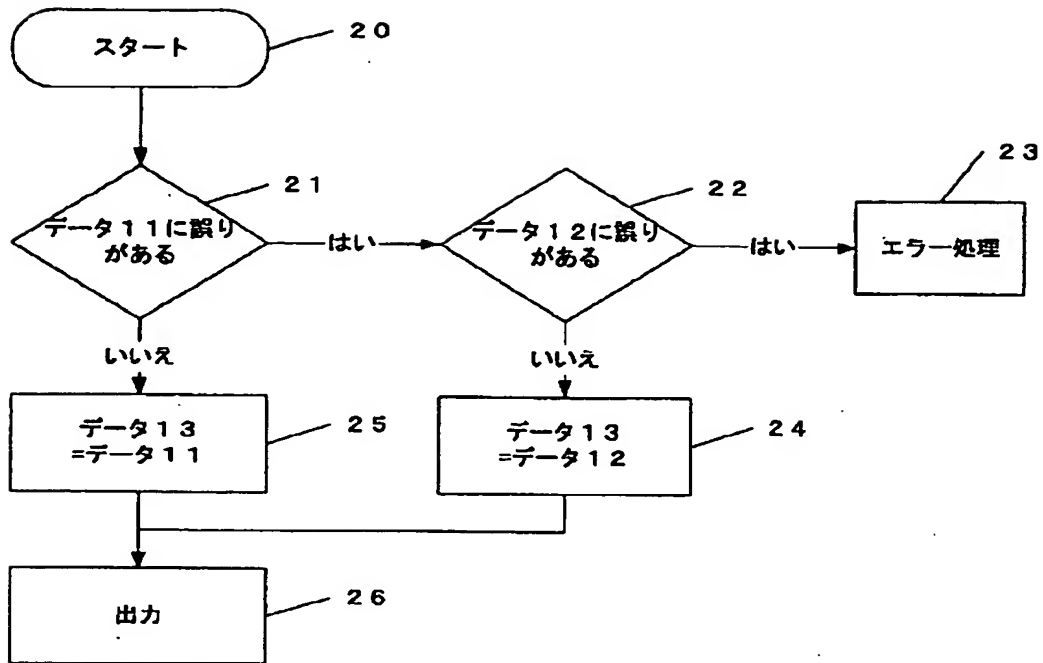 スタート
20
データ11に誤り
がある
21
はい
データ12に誤り
がある
22
はい
エラー処理
23
いいえ
いいえ
データ13
=データ11
25
データ13
=データ12
24
出力
26